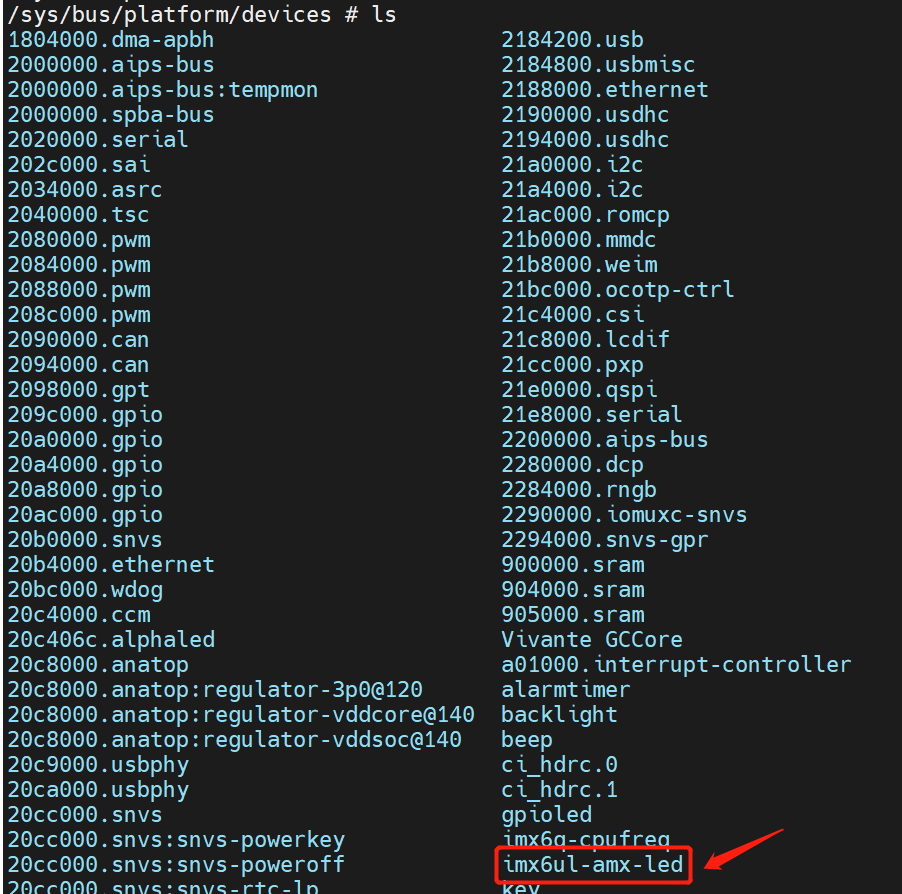 /sys/bus/platform/devices # ls
1804000.dma-apbh 2184200.usb
2000000.aips-bus 2184800.usbmisc
2000000.aips-bus:tempmon 2188000.ethernet
2000000.spba-bus 2190000.usdhc
2020000.serial 2194000.usdhc
202c000.sai 21a0000.i2c
2034000.asrc 21a4000.i2c
2040000.tsc 21ac000.romcp
2080000.pwm 21b0000.mmdc
2084000.pwm 21b8000.weim
2088000.pwm 21bc000.ocotp-ctrl
208c000.pwm 21c4000.csi
2090000.can 21c8000.lcdif
2094000.can 21cc000.pxp
2098000.gpt 21e0000.qspi
209c000.gpio 21e8000.serial
20a0000.gpio 2200000.aips-bus
20a4000.gpio 2280000.dcp
20a8000.gpio 2284000.rngb
20ac000.gpio 2290000.iomuxc-snvs
20b0000.snvs 2294000.snvs-gpr
20b4000.ethernet 900000.sram
20bc000.wdog 904000.sram
20c4000.ccm 905000.sram
20c406c.alphaled Vivante GCCore
20c8000.anatop a01000.interrupt-controller
20c8000.anatop:regulator-3p0@120 alarmtimer
20c8000.anatop:regulator-vddcore@140 backlight
20c8000.anatop:regulator-vddsoc@140 beep
20c9000.usbphy ci_hdrc.0
20ca000.usbphy ci_hdrc.1
20cc000.snvs gpioled
20cc000.snvs:snvs-powerkey imx6q-cpufreq
20cc000.snvs:snvs-poweroff imx6ul-amx-led
20cc000.snvs:snvs-rtc-lp key